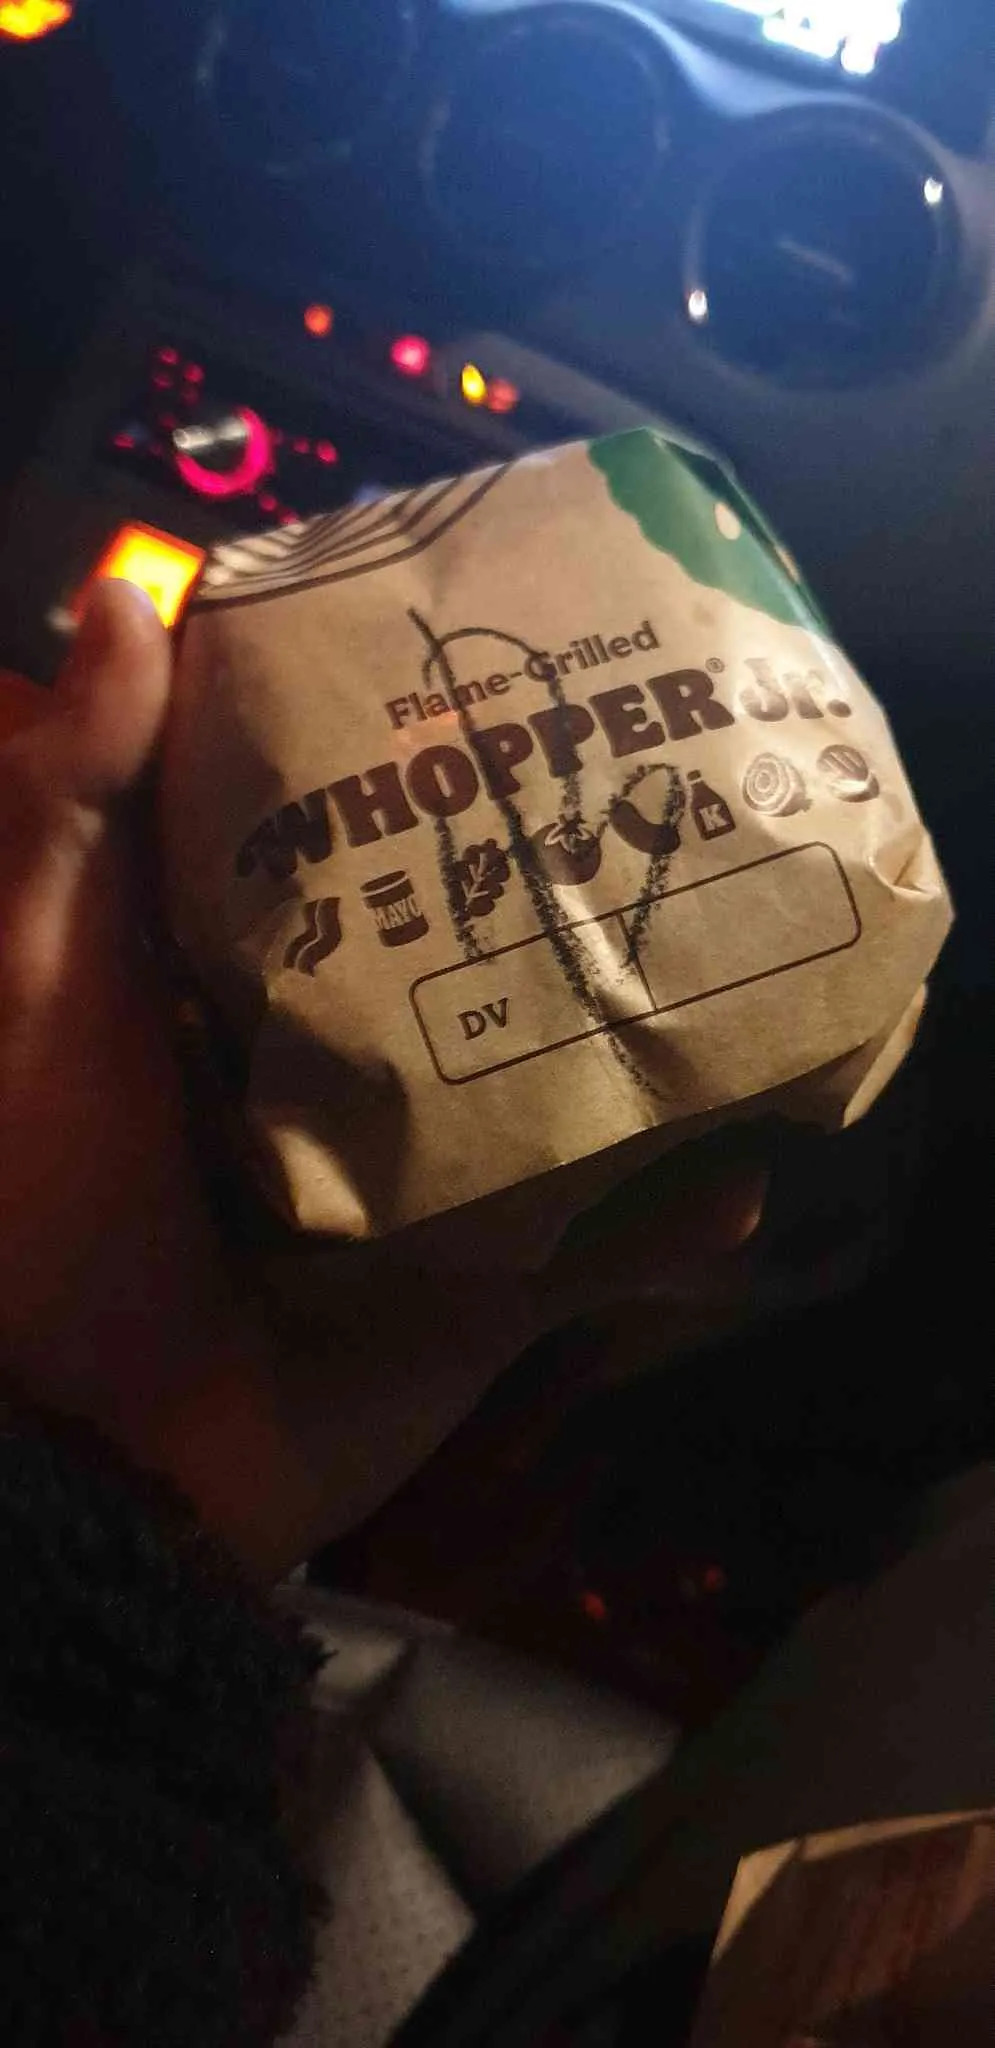 Flame-Grilled
WHOPPER® Jr.
MAYO
K
DV